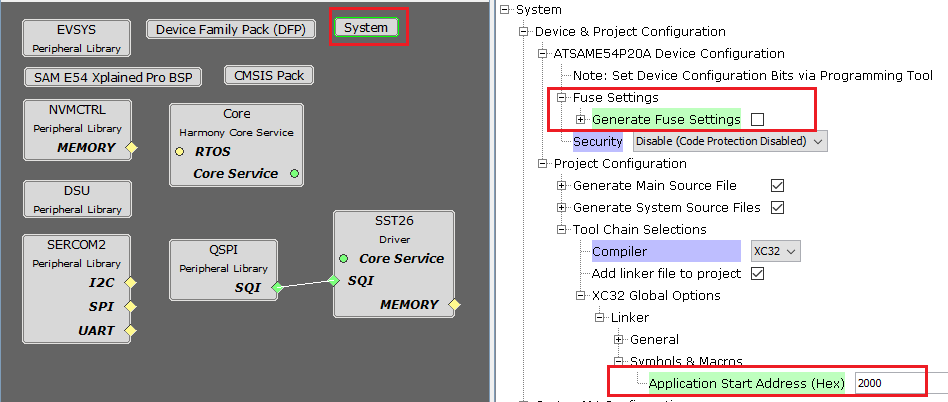 EVSYS
Peripheral Library
Device Family Pack (DFP)
System
SAM E54 Xplained Pro BSP
CMSIS Pack
NVMCTRL
Peripheral Library
MEMORY
Core
Harmony Core Service
RTOS
Core Service
DSU
Peripheral Library
SERCOM2
Peripheral Library
I2C
SPI
UART
QSPI
Peripheral Library
SQI
SST26
Driver
Core Service
SQI
MEMORY
System
Device & Project Configuration
ATSAME54P20A Device Configuration
Note: Set Device Configuration Bits via Programming Tool
Fuse Settings
Generate Fuse Settings
Security Disable (Code Protection Disabled)
Project Configuration
Generate Main Source File
Generate System Source Files
Tool Chain Selections
Compiler XC32
Add linker file to project
XC32 Global Options
Linker
General
Symbols & Macros
Application Start Address (Hex) 2000